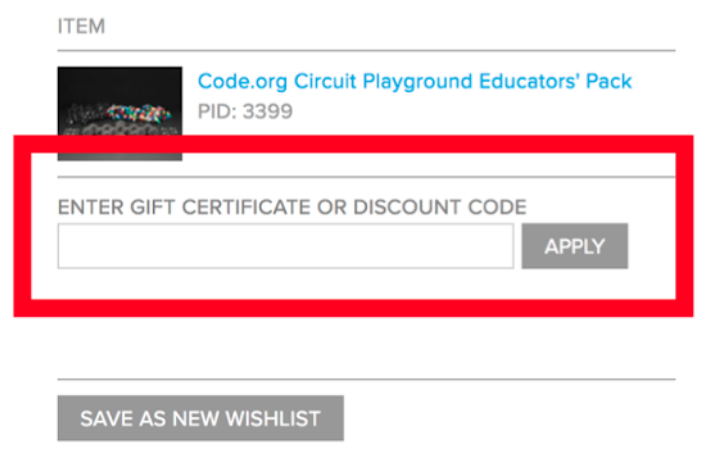 ITEM
Code.org Circuit Playground Educators' Pack
PID: 3399
ENTER GIFT CERTIFICATE OR DISCOUNT CODE
APPLY
SAVE AS NEW WISHLIST